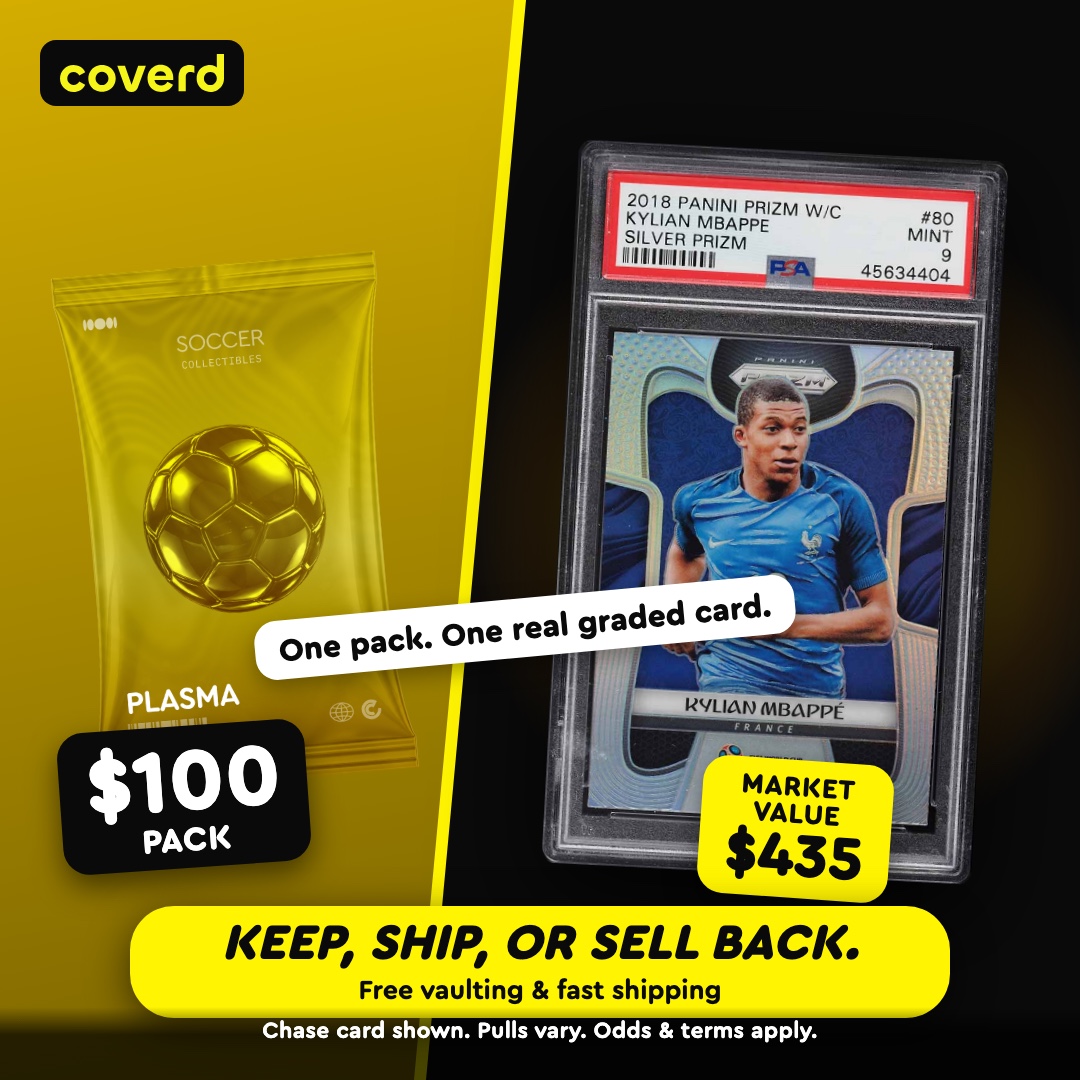 coverd
SOCCER
COLLECTIBLES
PLASMA
$100
PACK
2018 PANINI PRIZM W/C
#80
KYLIAN MBAPPE
MINT
SILVER PRIZM
9
PSA
45634404
PANINI
PRIZM
One pack. One real graded card.
KYLIAN MBAPPÉ
FRANCE
MARKET
VALUE
$435
KEEP, SHIP, OR SELL BACK.
Free vaulting & fast shipping
Chase card shown. Pulls vary. Odds & terms apply.